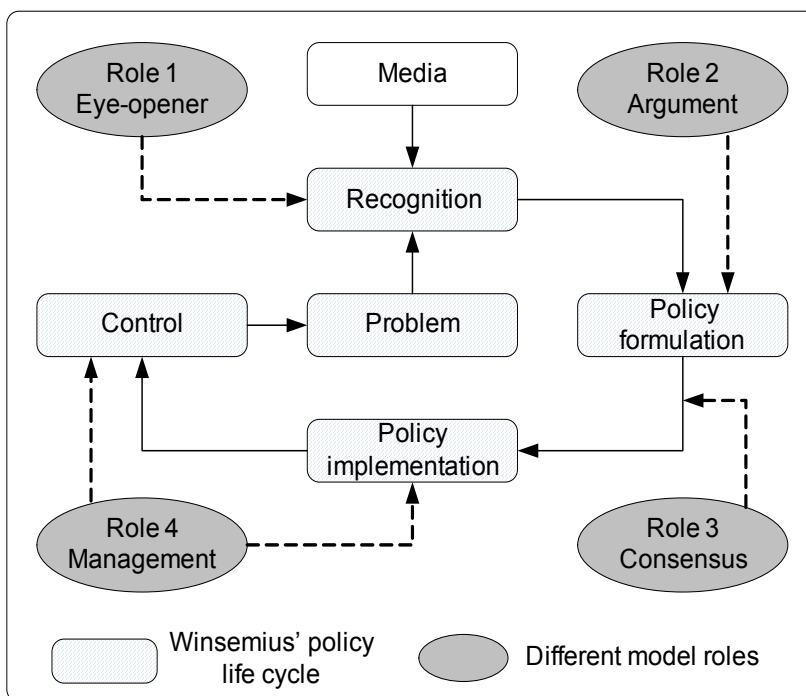 Role 1
Eye-opener
Media
Role 2
Argument
Recognition
Control
Problem
Policy
formulation
Policy
implementation
Role 4
Management
Role 3
Consensus
Winsemius' policy
life cycle
Different model roles